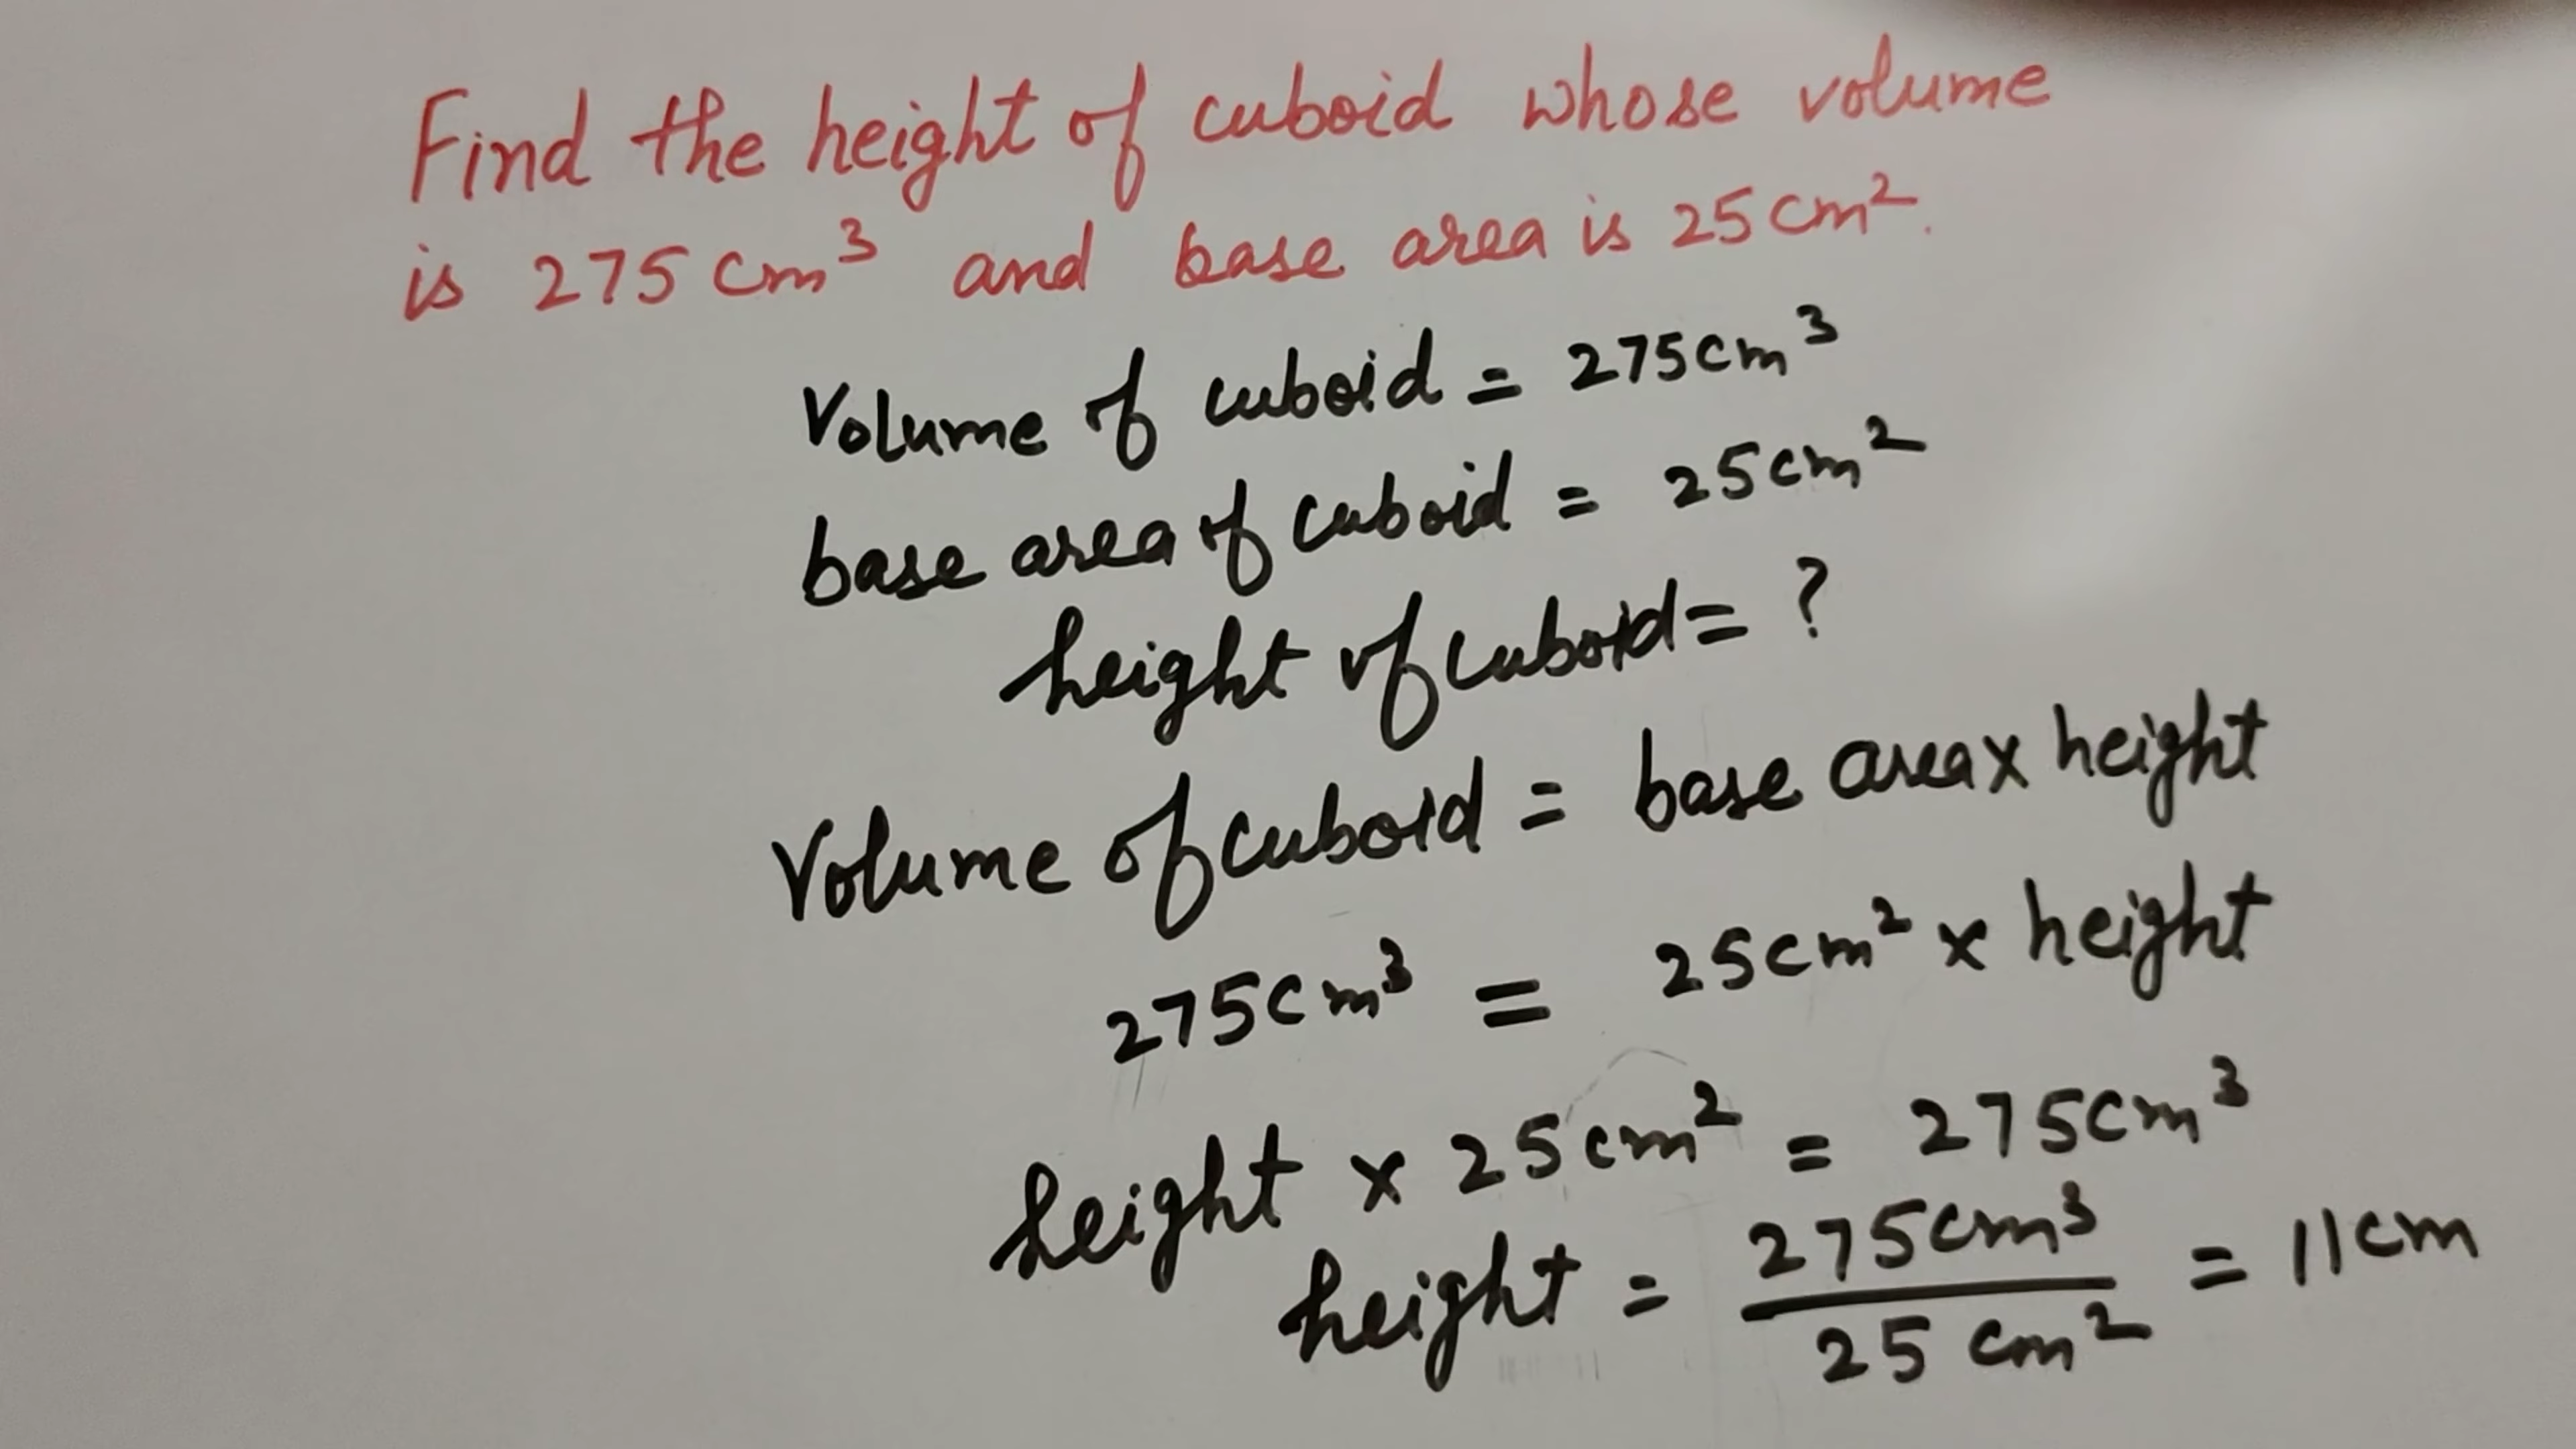 Find the height of cuboid whose volume
is 275 cm³ and base area is 25 cm².
Volume of cuboid = 275 cm³
base area of cuboid = 25 cm²
height of cuboid = ?
Volume of cuboid = base area x height
275 cm³ = 25 cm² x height
height x 25 cm² = 275 cm³
height = 275 cm³ / 25 cm² = 11 cm